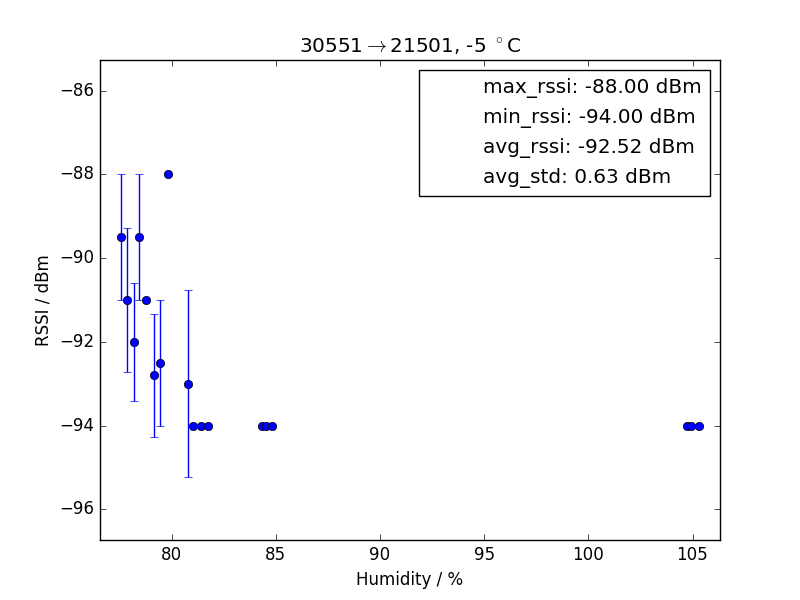 30551→21501, -5 °C
max_rssi: -88.00 dBm
min_rssi: -94.00 dBm
avg_rssi: -92.52 dBm
avg_std: 0.63 dBm
RSSI / dBm
−86
−88
−90
−92
−94
−96
80 85 90 95 100 105
Humidity / %